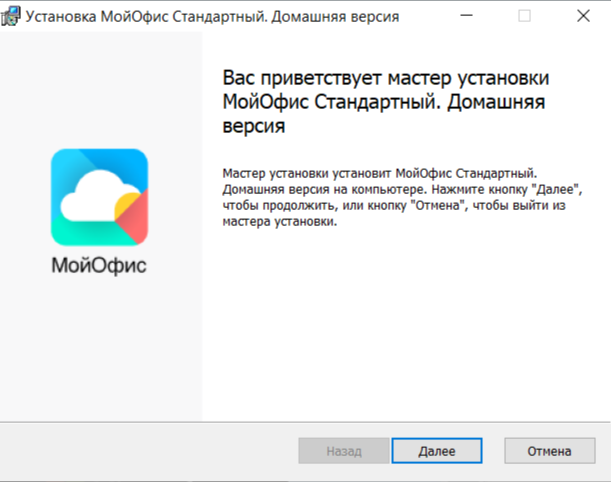 Установка МойОфис Стандартный. Домашняя версия
Вас приветствует мастер установки
МойОфис Стандартный. Домашняя
версия
Мастер установки установит МойОфис Стандартный.
Домашняя версия на компьютере. Нажмите кнопку "Далее",
чтобы продолжить, или кнопку "Отмена", чтобы выйти из
мастера установки.
МойОфис
Назад
Далее
Отмена